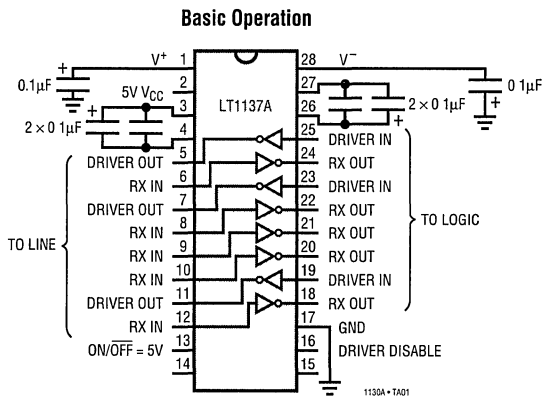 Basic Operation
V+ 1 28 V−
0.1μF + 2 27 + 0 1μF
5V VCC 3 LT1137A 26
2 × 0 1μF + 4 25 DRIVER IN + 2 × 0 1μF
DRIVER OUT 5 24 RX OUT
RX IN 6 23 DRIVER IN
DRIVER OUT 7 22 RX OUT
RX IN 8 21 RX OUT
TO LINE RX IN 9 20 RX OUT TO LOGIC
RX IN 10 19 DRIVER IN
DRIVER OUT 11 18 RX OUT
RX IN 12 17 GND
ON/OFF = 5V 13 16 DRIVER DISABLE
14 15
1130A • TA01